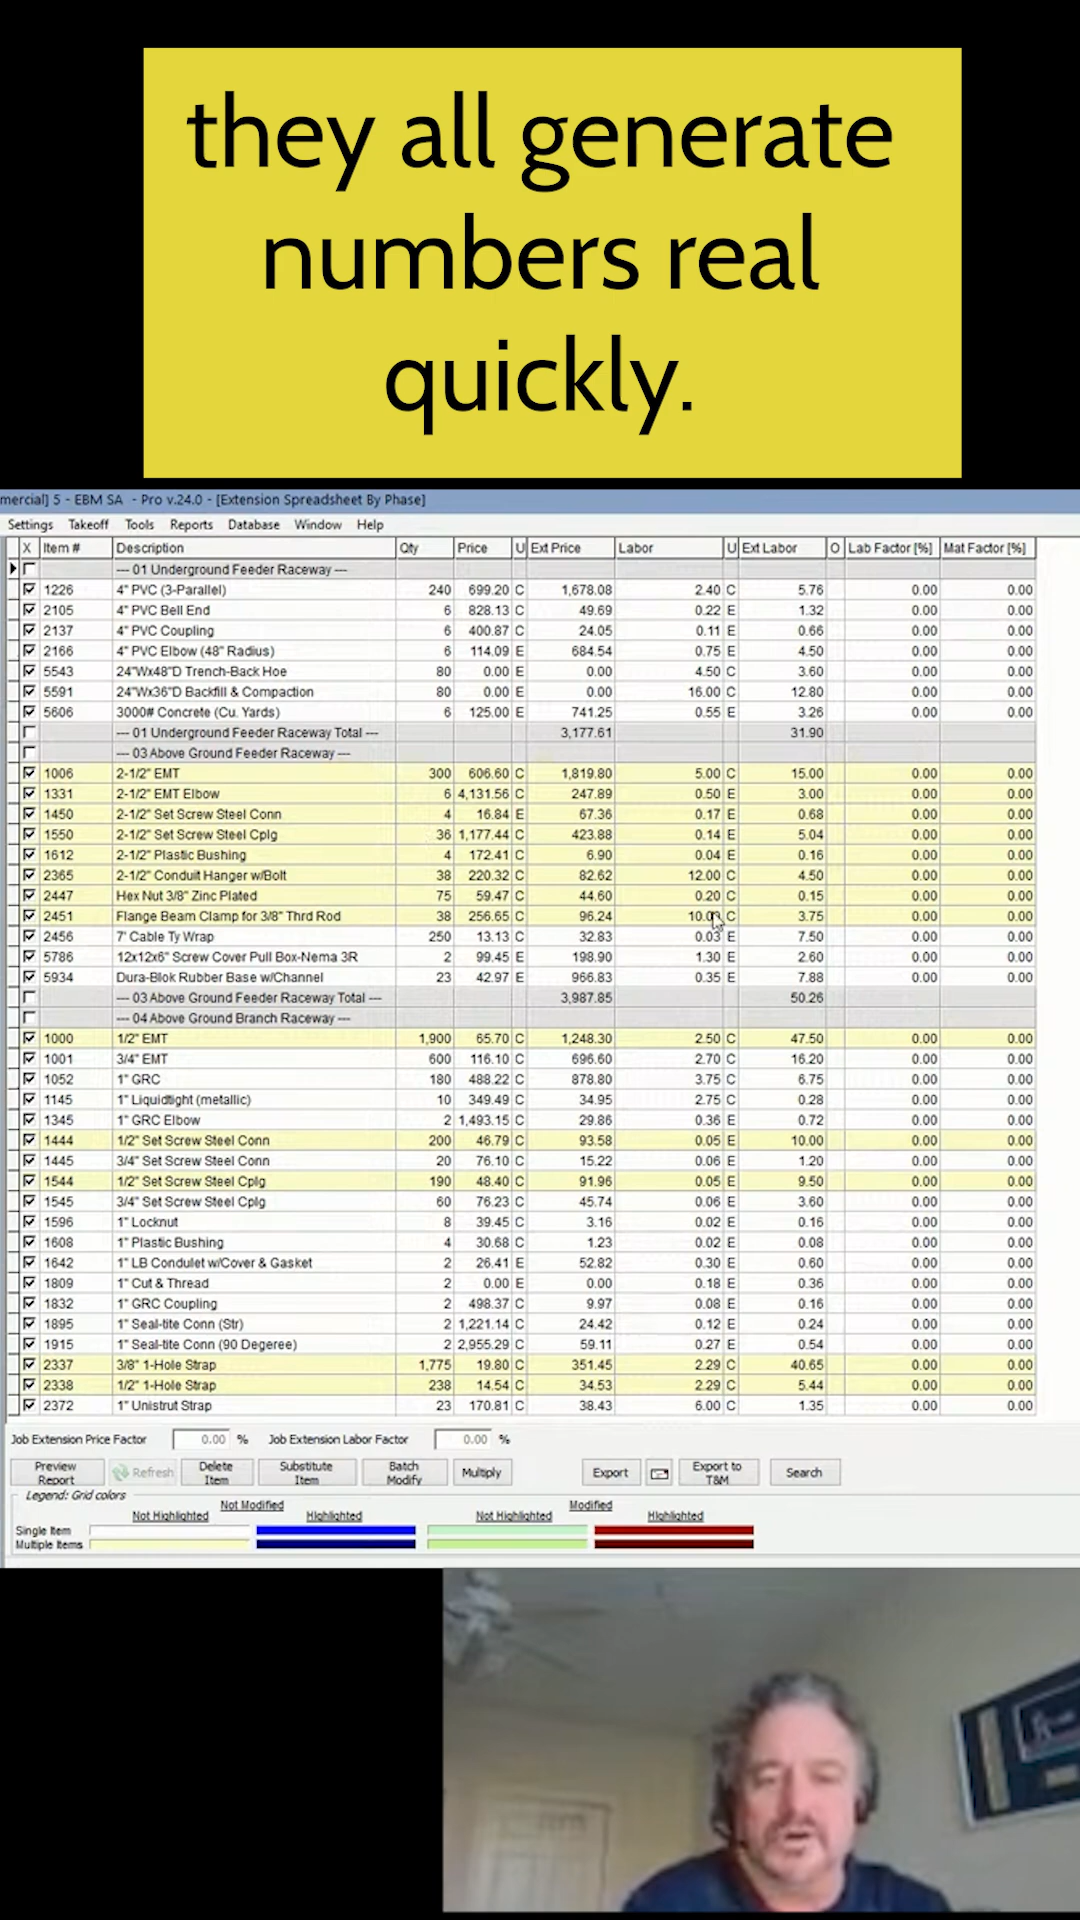 they all generate
numbers real
quickly.
mercial] 5 - EBM SA - Pro v.24.0 - [Extension Spreadsheet By Phase]
Settings Takeoff Tools Reports Database Window Help
X Item # Description Qty Price U Ext Price Labor U Ext Labor O Lab Factor [%] Mat Factor [%]
--- 01 Underground Feeder Raceway ---
1226 4" PVC (3-Parallel) 240 699.20 C 1,678.08 2.40 C 5.76 0.00 0.00
2105 4" PVC Bell End 6 828.13 C 49.69 0.22 E 1.32 0.00 0.00
2137 4" PVC Coupling 6 400.87 C 24.05 0.11 E 0.66 0.00 0.00
2166 4" PVC Elbow (48" Radius) 6 114.09 E 684.54 0.75 E 4.50 0.00 0.00
5543 24"Wx48"D Trench-Back Hoe 80 0.00 E 0.00 4.50 C 3.60 0.00 0.00
5591 24"Wx36"D Backfill & Compaction 80 0.00 E 0.00 16.00 C 12.80 0.00 0.00
5606 3000# Concrete (Cu. Yards) 6 125.00 E 741.25 0.55 E 3.26 0.00 0.00
--- 01 Underground Feeder Raceway Total --- 3,177.61 31.90
--- 03 Above Ground Feeder Raceway ---
1006 2-1/2" EMT 300 606.60 C 1,819.80 5.00 C 15.00 0.00 0.00
1331 2-1/2" EMT Elbow 6 4,131.56 C 247.89 0.50 E 3.00 0.00 0.00
1450 2-1/2" Set Screw Steel Conn 4 16.84 E 67.36 0.17 E 0.68 0.00 0.00
1550 2-1/2" Set Screw Steel Cplg 36 1,177.44 C 423.88 0.14 E 5.04 0.00 0.00
1612 2-1/2" Plastic Bushing 4 172.41 C 6.90 0.04 E 0.16 0.00 0.00
2365 2-1/2" Conduit Hanger w/Bolt 38 220.32 C 82.62 12.00 C 4.50 0.00 0.00
2447 Hex Nut 3/8" Zinc Plated 75 59.47 C 44.60 0.20 C 0.15 0.00 0.00
2451 Flange Beam Clamp for 3/8" Thrd Rod 38 256.65 C 96.24 10.00 C 3.75 0.00 0.00
2456 7" Cable Ty Wrap 250 13.13 C 32.83 0.03 E 7.50 0.00 0.00
5786 12x12x6" Screw Cover Pull Box-Nema 3R 2 99.45 E 198.90 1.30 E 2.60 0.00 0.00
5934 Dura-Blok Rubber Base w/Channel 23 42.97 E 966.83 0.35 E 7.88 0.00 0.00
--- 03 Above Ground Feeder Raceway Total --- 3,987.85 50.26
--- 04 Above Ground Branch Raceway ---
1000 1/2" EMT 1,900 65.70 C 1,248.30 2.50 C 47.50 0.00 0.00
1001 3/4" EMT 600 116.10 C 696.60 2.70 C 16.20 0.00 0.00
1052 1" GRC 180 488.22 C 878.80 3.75 C 6.75 0.00 0.00
1145 1" Liquidtight (metallic) 10 349.49 C 34.95 2.75 C 0.28 0.00 0.00
1345 1" GRC Elbow 2 1,493.15 C 29.86 0.36 E 0.72 0.00 0.00
1444 1/2" Set Screw Steel Conn 200 46.79 C 93.58 0.05 E 10.00 0.00 0.00
1445 3/4" Set Screw Steel Conn 20 76.10 C 15.22 0.06 E 1.20 0.00 0.00
1544 1/2" Set Screw Steel Cplg 190 48.40 C 91.96 0.05 E 9.50 0.00 0.00
1545 3/4" Set Screw Steel Cplg 60 76.23 C 45.74 0.06 E 3.60 0.00 0.00
1596 1" Locknut 8 39.45 C 3.16 0.02 E 0.16 0.00 0.00
1608 1" Plastic Bushing 4 30.68 C 1.23 0.02 E 0.08 0.00 0.00
1642 1" LB Condulet w/Cover & Gasket 2 26.41 E 52.82 0.30 E 0.60 0.00 0.00
1809 1" Cut & Thread 2 0.00 E 0.00 0.18 E 0.36 0.00 0.00
1832 1" GRC Coupling 2 498.37 C 9.97 0.08 E 0.16 0.00 0.00
1895 1" Seal-tite Conn (Str) 2 1,221.14 C 24.42 0.12 E 0.24 0.00 0.00
1915 1" Seal-tite Conn (90 Degeree) 2 2,955.29 C 59.11 0.27 E 0.54 0.00 0.00
2337 3/8" 1-Hole Strap 1,775 19.80 C 351.45 2.29 C 40.65 0.00 0.00
2338 1/2" 1-Hole Strap 238 14.54 C 34.53 2.29 C 5.44 0.00 0.00
2372 1" Unistrut Strap 23 170.81 C 38.43 6.00 C 1.35 0.00 0.00
Job Extension Price Factor 0.00 % Job Extension Labor Factor 0.00 %
Preview Report Refresh Delete Item Substitute Item Batch Modify Multiply Export Export to T&M Search
Legend: Grid colors
Not Modified Modified
Not Highlighted Highlighted Not Highlighted Highlighted
Single Item
Multiple Items